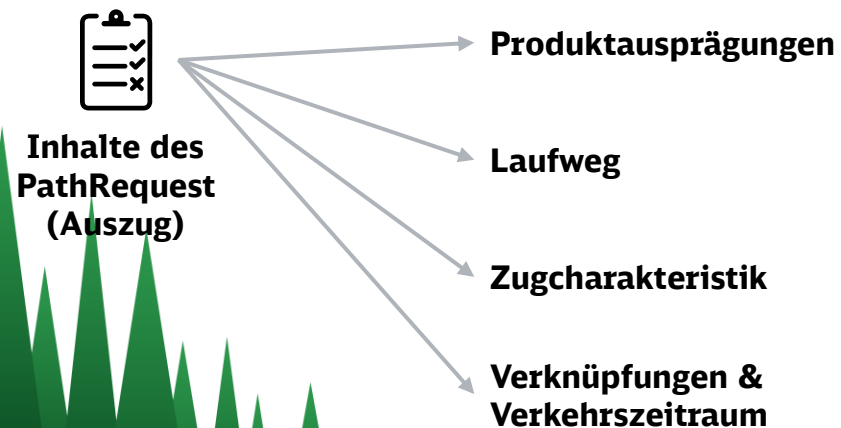 Inhalte des
PathRequest
(Auszug)
Produktausprägungen
Laufweg
Zugcharakteristik
Verknüpfungen &
Verkehrszeitraum